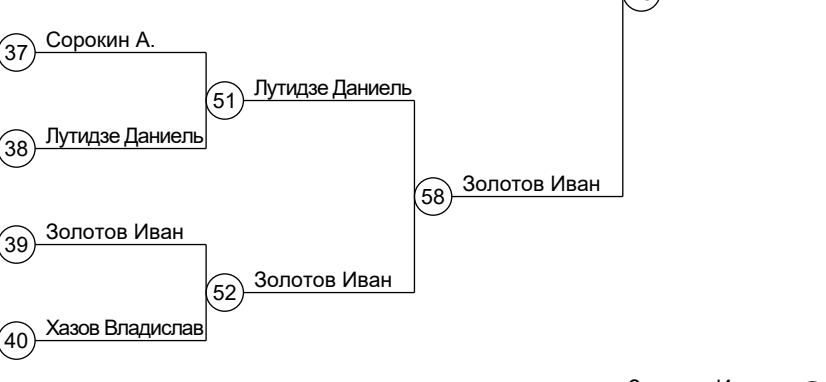 37 Сорокин А.
51 Лутидзе Даниель
38 Лутидзе Даниель
58 Золотов Иван
39 Золотов Иван
52 Золотов Иван
40 Хазов Владислав